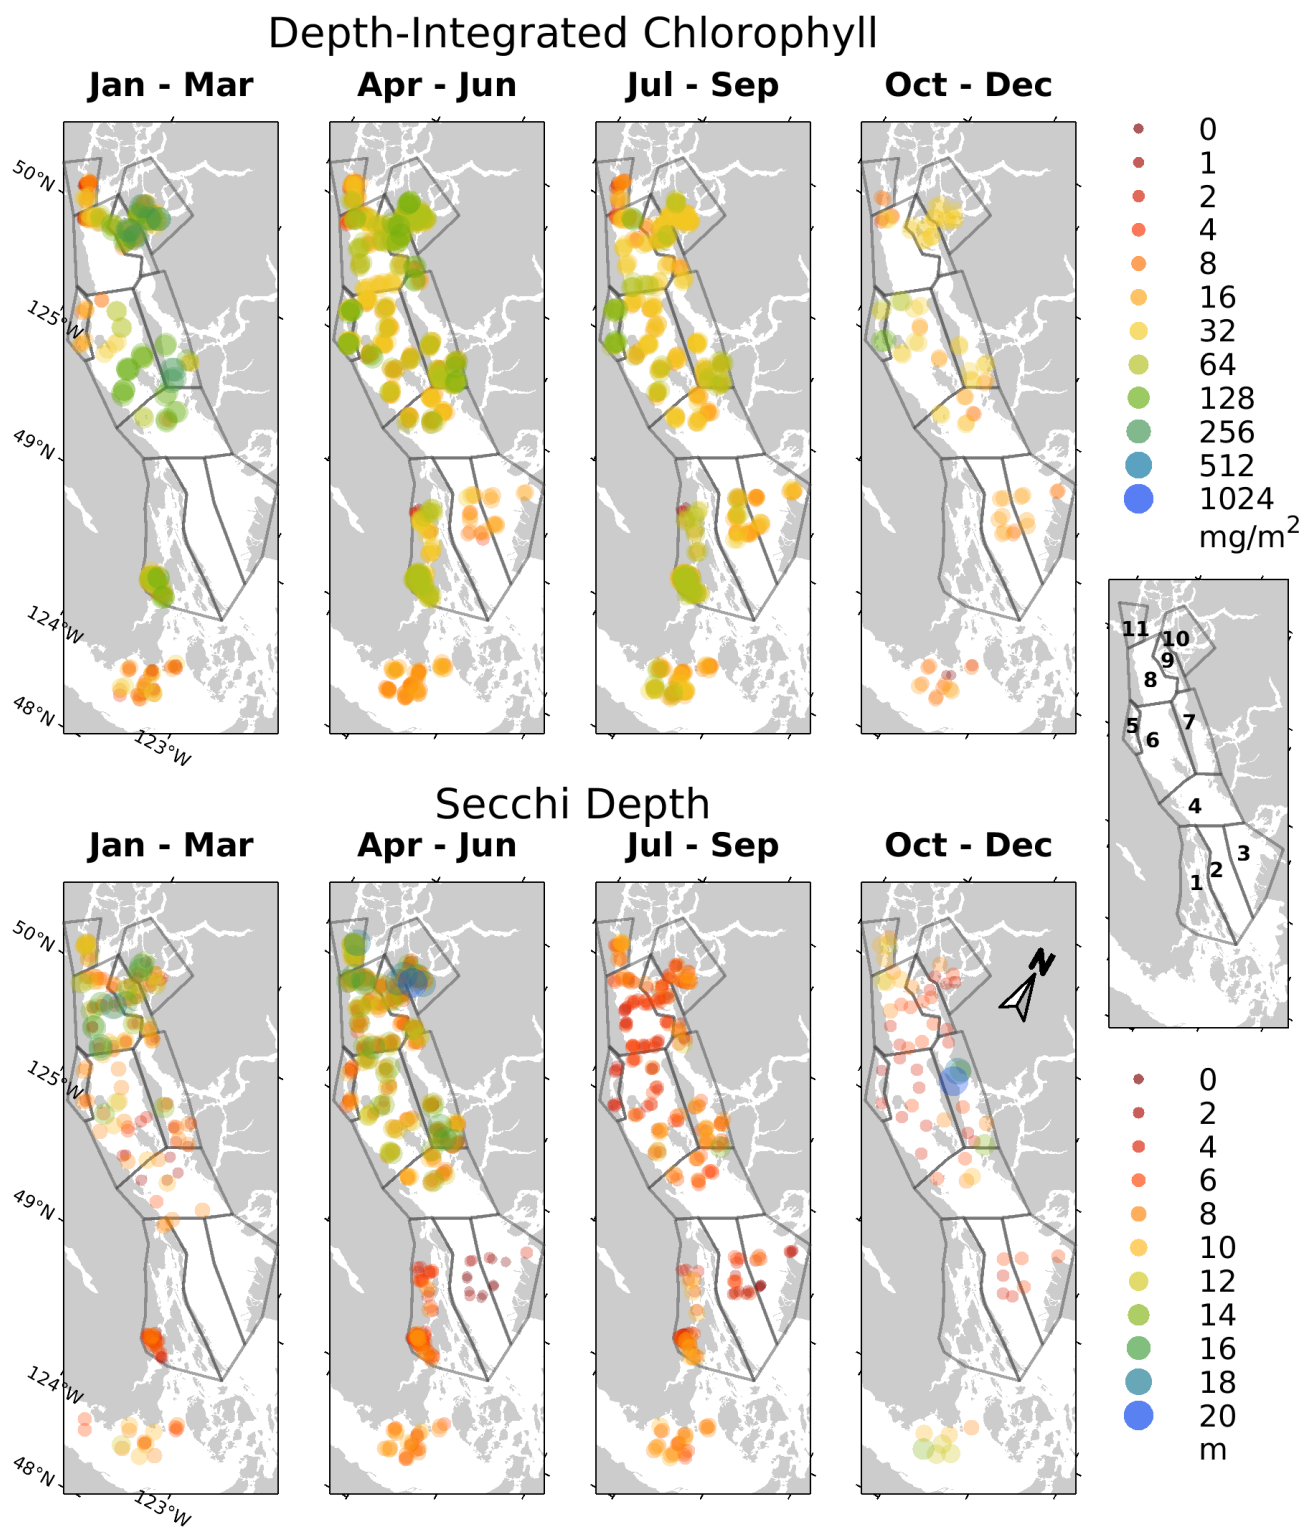 Depth-Integrated Chlorophyll
Jan - Mar
Apr - Jun
Jul - Sep
Oct - Dec
50°N
125°W
49°N
124°W
48°N
123°W
0
1
2
4
8
16
32
64
128
256
512
1024
mg/m²
11
10
9
8
5
6
7
4
3
2
1
Secchi Depth
Jan - Mar
Apr - Jun
Jul - Sep
Oct - Dec
50°N
125°W
49°N
124°W
48°N
123°W
N
0
2
4
6
8
10
12
14
16
18
20
m